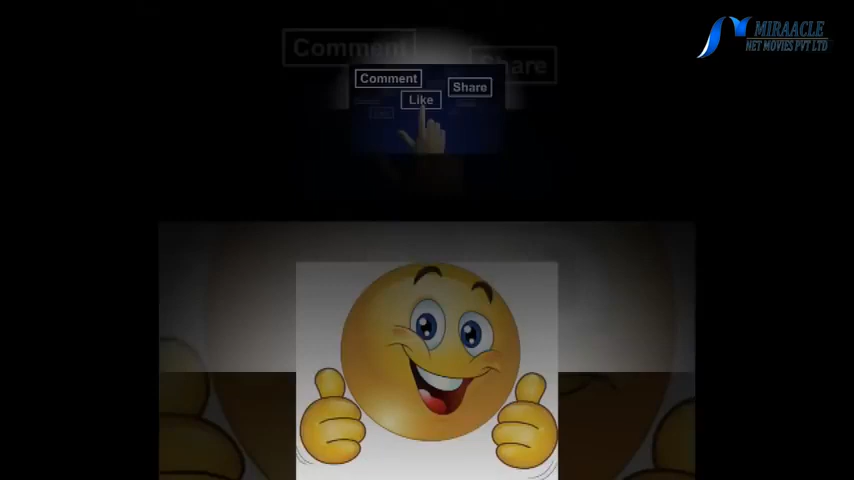 MIRAACLE
NET MOVIES PVT LTD
Comment
Share
Comment
Share
Like